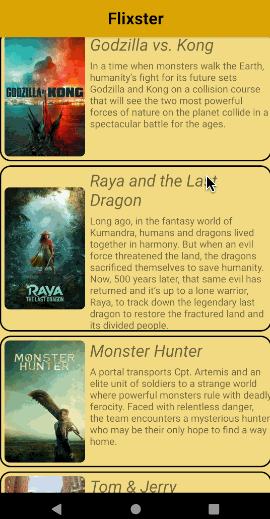 Flixster
Godzilla vs. Kong
In a time when monsters walk the Earth,
humanity's fight for its future sets
Godzilla and Kong on a collision course
that will see the two most powerful
forces of nature on the planet collide in a
spectacular battle for the ages.
GODZILLA KONG
Raya and the Last
Dragon
Long ago, in the fantasy world of
Kumandra, humans and dragons lived
together in harmony. But when an evil
force threatened the land, the dragons
sacrificed themselves to save humanity.
Now, 500 years later, that same evil has
returned and it's up to a lone warrior,
Raya, to track down the legendary last
dragon to restore the fractured land and
its divided people.
RAYA
THE LAST DRAGON
Monster Hunter
A portal transports Cpt. Artemis and an
elite unit of soldiers to a strange world
where powerful monsters rule with deadly
ferocity. Faced with relentless danger,
the team encounters a mysterious hunter
who may be their only hope to find a way
home.
MONSTER
HUNTER
Tom & Jerry